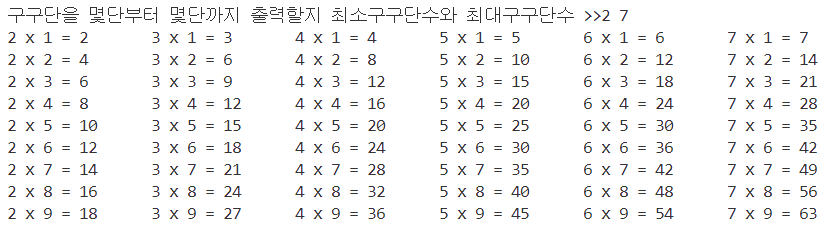 구구단을 몇단부터 몇단까지 출력할지 최소구구단수와 최대구구단수 >>2 7
2 x 1 = 2 3 x 1 = 3 4 x 1 = 4 5 x 1 = 5 6 x 1 = 6 7 x 1 = 7
2 x 2 = 4 3 x 2 = 6 4 x 2 = 8 5 x 2 = 10 6 x 2 = 12 7 x 2 = 14
2 x 3 = 6 3 x 3 = 9 4 x 3 = 12 5 x 3 = 15 6 x 3 = 18 7 x 3 = 21
2 x 4 = 8 3 x 4 = 12 4 x 4 = 16 5 x 4 = 20 6 x 4 = 24 7 x 4 = 28
2 x 5 = 10 3 x 5 = 15 4 x 5 = 20 5 x 5 = 25 6 x 5 = 30 7 x 5 = 35
2 x 6 = 12 3 x 6 = 18 4 x 6 = 24 5 x 6 = 30 6 x 6 = 36 7 x 6 = 42
2 x 7 = 14 3 x 7 = 21 4 x 7 = 28 5 x 7 = 35 6 x 7 = 42 7 x 7 = 49
2 x 8 = 16 3 x 8 = 24 4 x 8 = 32 5 x 8 = 40 6 x 8 = 48 7 x 8 = 56
2 x 9 = 18 3 x 9 = 27 4 x 9 = 36 5 x 9 = 45 6 x 9 = 54 7 x 9 = 63